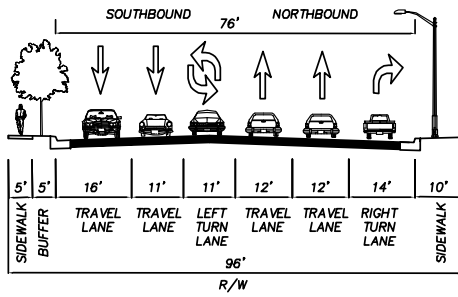 SOUTHBOUND NORTHBOUND
76'
5' 5' 16' 11' 11' 12' 12' 14' 10'
SIDEWALK
BUFFER
TRAVEL
LANE
TRAVEL
LANE
LEFT
TURN
LANE
TRAVEL
LANE
TRAVEL
LANE
RIGHT
TURN
LANE
SIDEWALK
96'
R/W